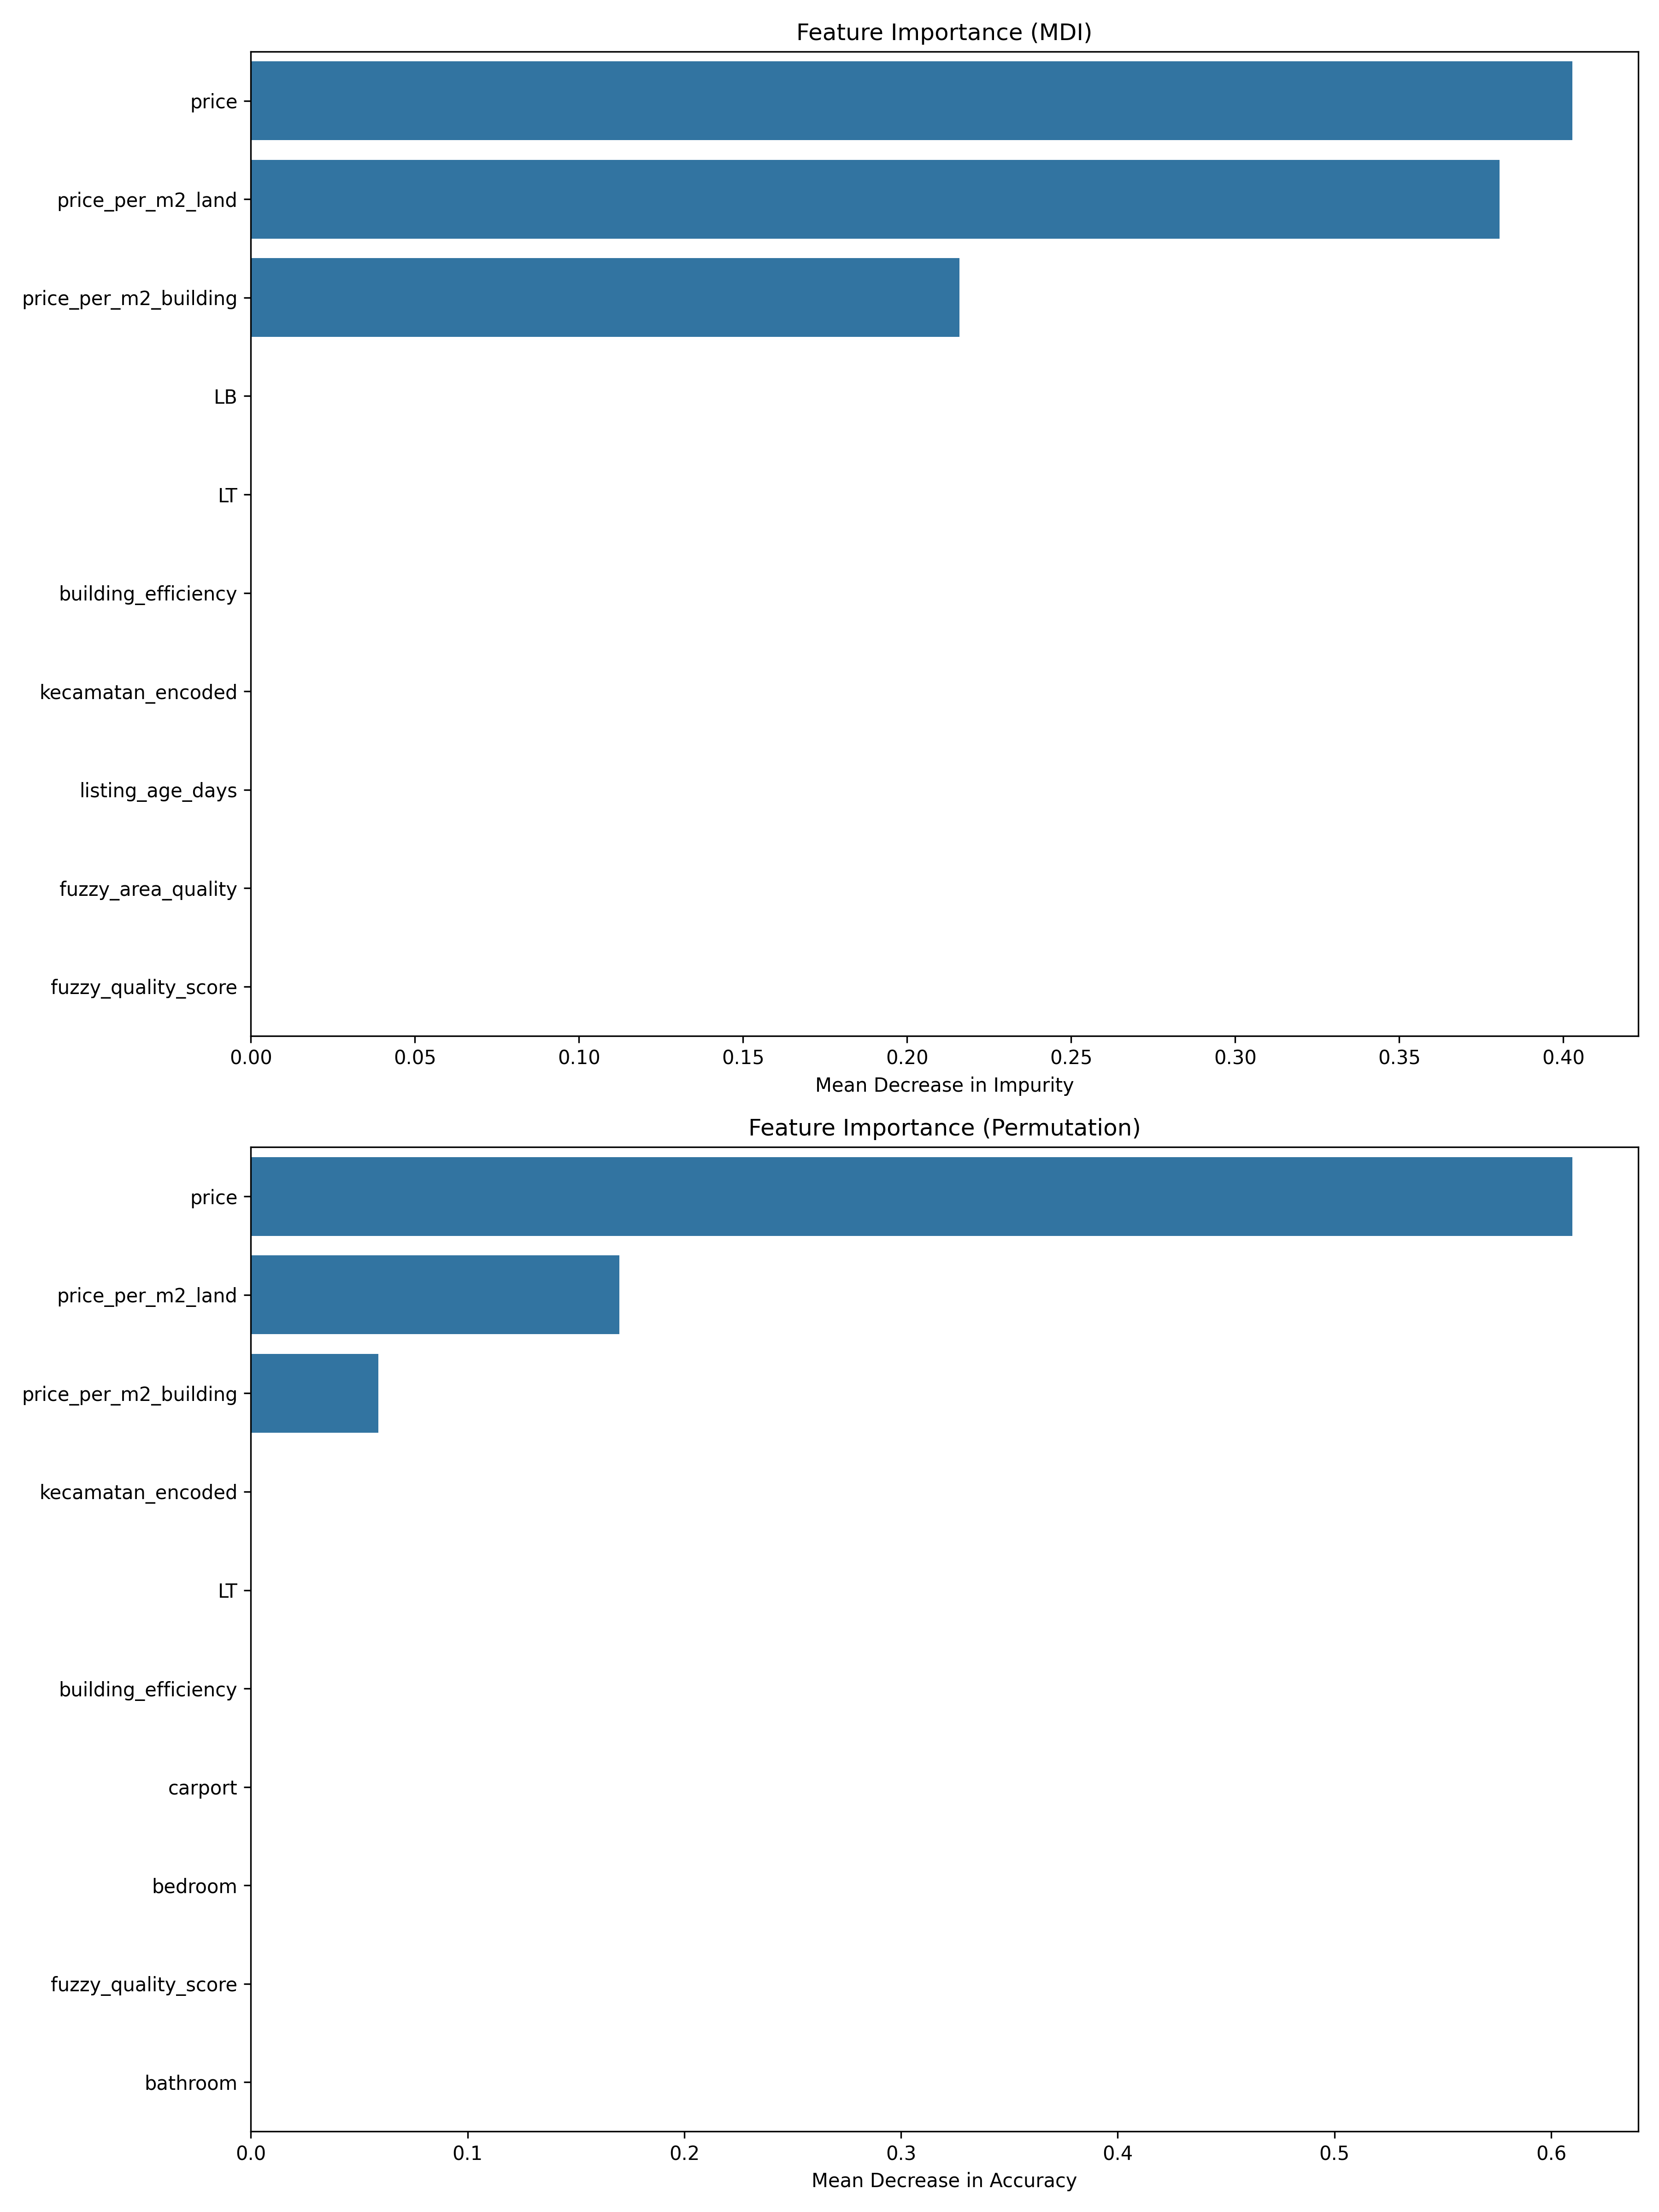 Feature Importance (MDI)
price
price_per_m2_land
price_per_m2_building
LB
LT
building_efficiency
kecamatan_encoded
listing_age_days
fuzzy_area_quality
fuzzy_quality_score
0.00 0.05 0.10 0.15 0.20 0.25 0.30 0.35 0.40
Mean Decrease in Impurity
Feature Importance (Permutation)
price
price_per_m2_land
price_per_m2_building
kecamatan_encoded
LT
building_efficiency
carport
bedroom
fuzzy_quality_score
bathroom
0.0 0.1 0.2 0.3 0.4 0.5 0.6
Mean Decrease in Accuracy